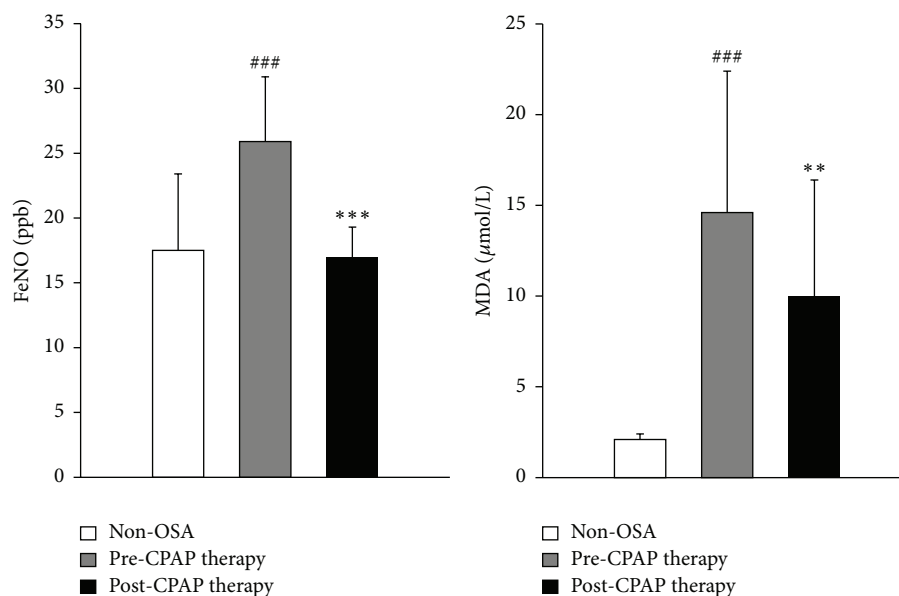 35
30
25
20
15
10
5
0
FeNO (ppb)
###
***
Non-OSA
Pre-CPAP therapy
Post-CPAP therapy
25
20
15
10
5
0
MDA (μmol/L)
###
**
Non-OSA
Pre-CPAP therapy
Post-CPAP therapy